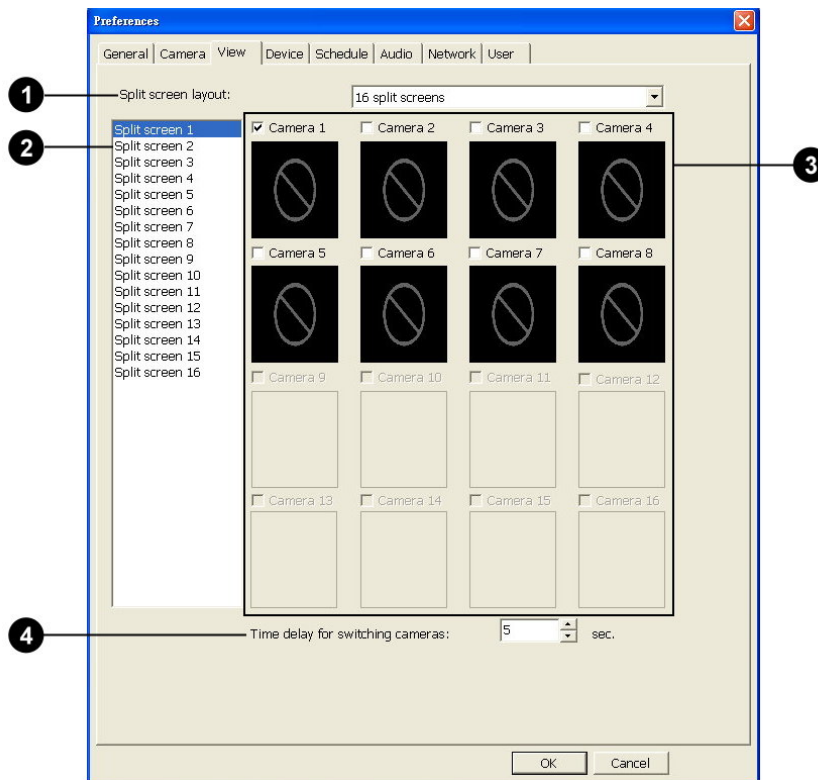 Preferences
General Camera View Device Schedule Audio Network User
1 Split screen layout: 16 split screens
2
3
Split screen 1
Split screen 2
Split screen 3
Split screen 4
Split screen 5
Split screen 6
Split screen 7
Split screen 8
Split screen 9
Split screen 10
Split screen 11
Split screen 12
Split screen 13
Split screen 14
Split screen 15
Split screen 16
Camera 1 Camera 2 Camera 3 Camera 4
Camera 5 Camera 6 Camera 7 Camera 8
Camera 9 Camera 10 Camera 11 Camera 12
Camera 13 Camera 14 Camera 15 Camera 16
4 Time delay for switching cameras: 5 sec.
OK Cancel